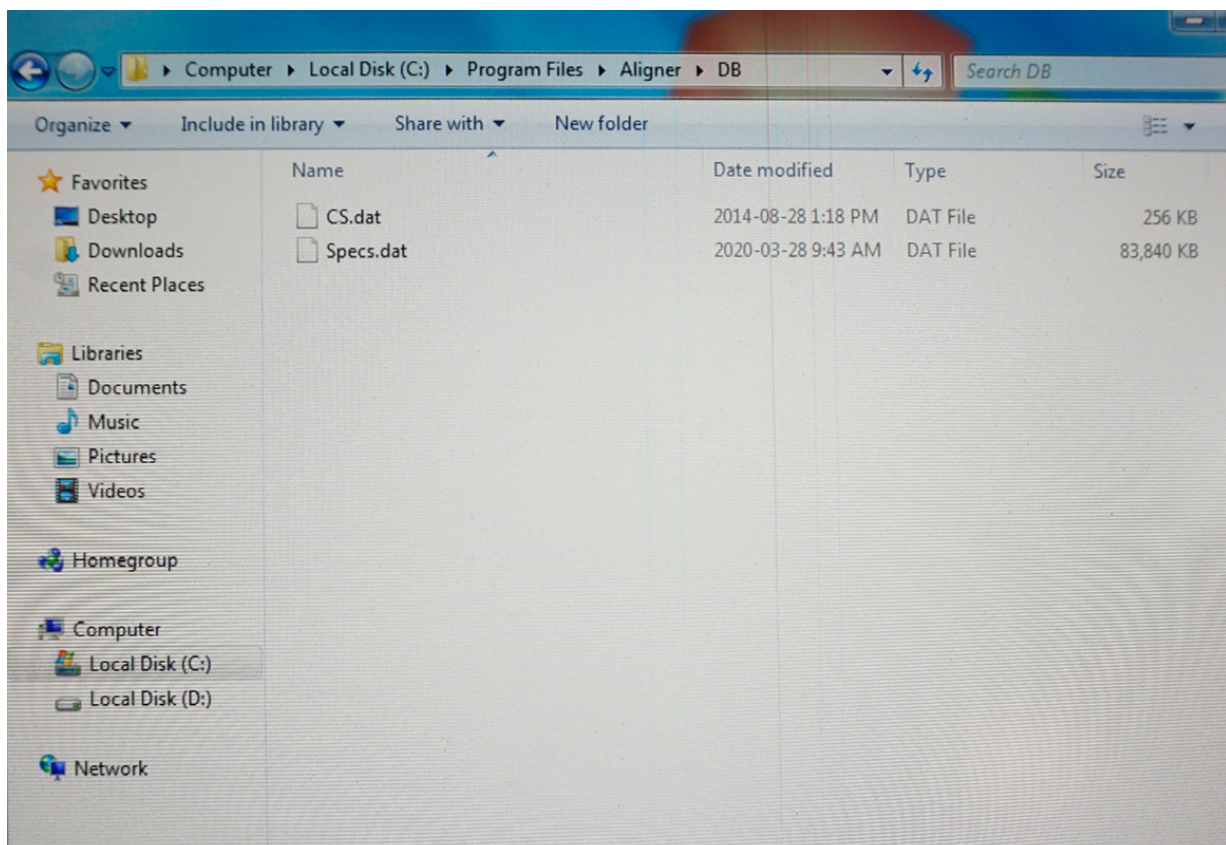 Computer ▸ Local Disk (C:) ▸ Program Files ▸ Aligner ▸ DB
Search DB
Organize ▾ Include in library ▾ Share with ▾ New folder
Name Date modified Type Size
CS.dat 2014-08-28 1:18 PM DAT File 256 KB
Specs.dat 2020-03-28 9:43 AM DAT File 83,840 KB
Favorites
Desktop
Downloads
Recent Places
Libraries
Documents
Music
Pictures
Videos
Homegroup
Computer
Local Disk (C:)
Local Disk (D:)
Network